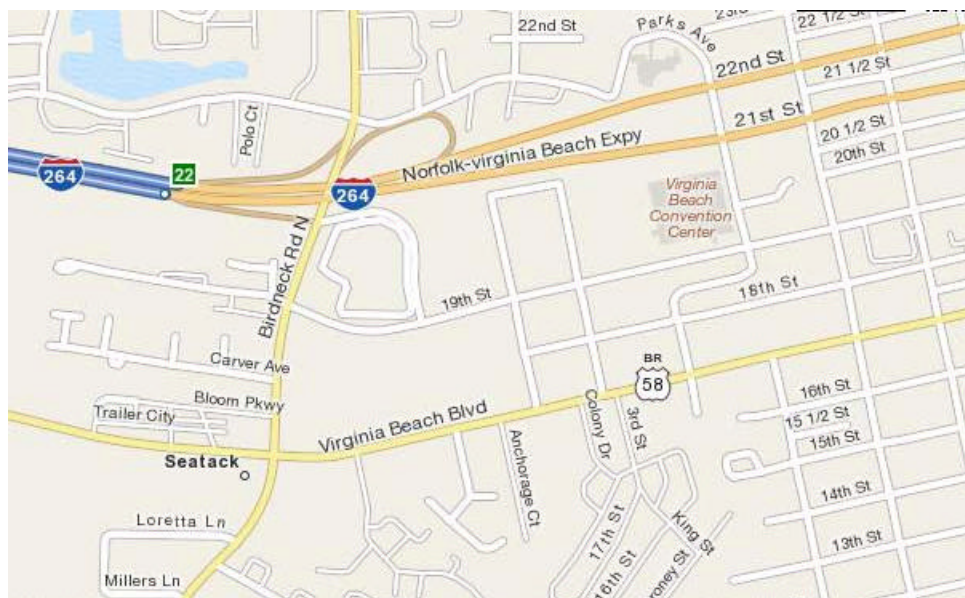 22 1/2 St
22nd St
Parks Ave
22nd St
21 1/2 St
Polo Ct
21st St
20 1/2 St
20th St
Norfolk-virginia Beach Expy
264
22
264
Virginia
Beach
Convention
Center
Birdneck Rd N
19th St
18th St
Carver Ave
BR
58
Bloom Pkwy
16th St
Trailer City
Virginia Beach Blvd
Colony Dr
3rd St
15 1/2 St
15th St
Seatack
Anchorage Ct
14th St
Loretta Ln
17th St
King St
13th St
Millers Ln
16th St